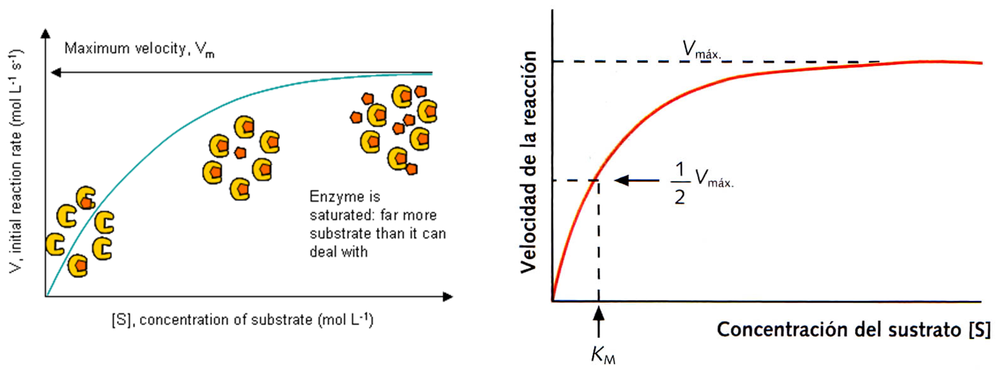 Maximum velocity, Vm
V, initial reaction rate (mol L-1 s-1)
Enzyme is
saturated: far more
substrate than it can
deal with
[S], concentration of substrate (mol L-1)
Velocidad de la reacción
Vmáx.
1/2 Vmáx.
KM
Concentración del sustrato [S]